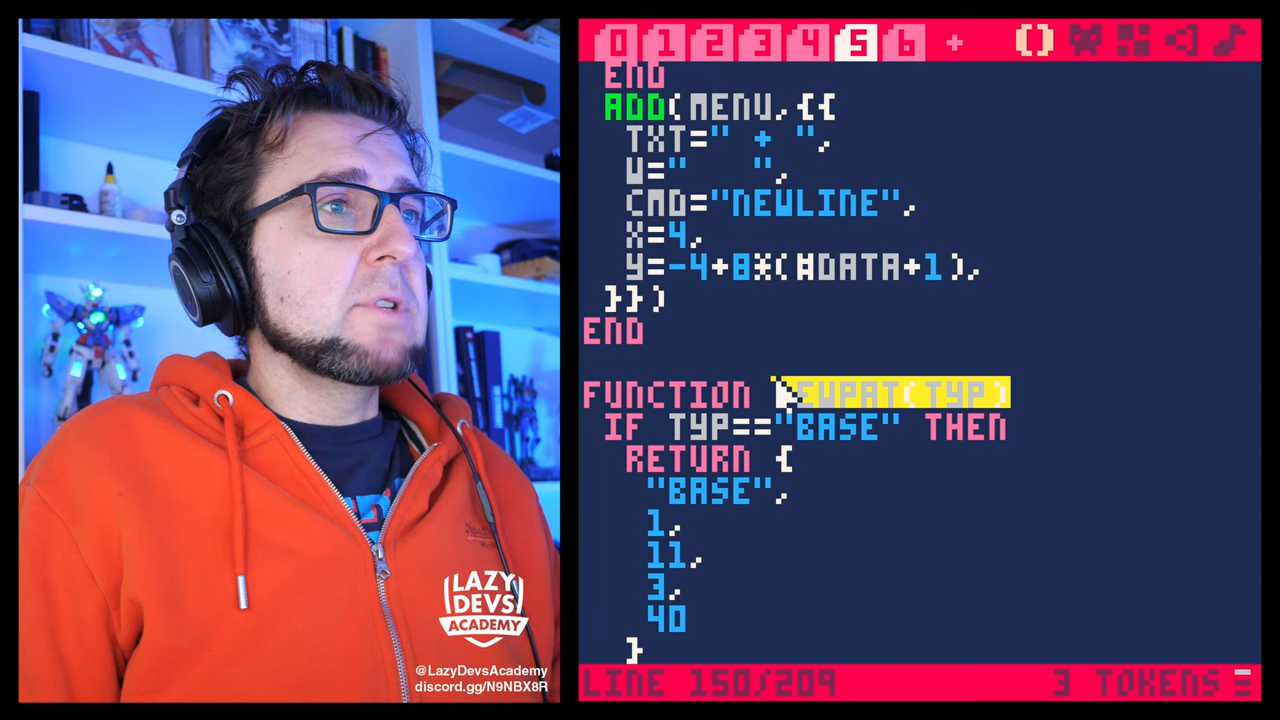 LAZY
DEVS
ACADEMY
@LazyDevsAcademy
discord.gg/N9NBX8R
0 1 2 3 4 5 6 + ()
END
ADD(MENU,{{
TXT=" + ",
W="   ",
CMD="NEWLINE",
X=4,
Y=-4+8*(#DATA+1),
}})
END
FUNCTION
IF TYP=="BASE" THEN
RETURN {
"BASE",
1,
11,
3,
40
}
LINE 150/209
3 TOKENS